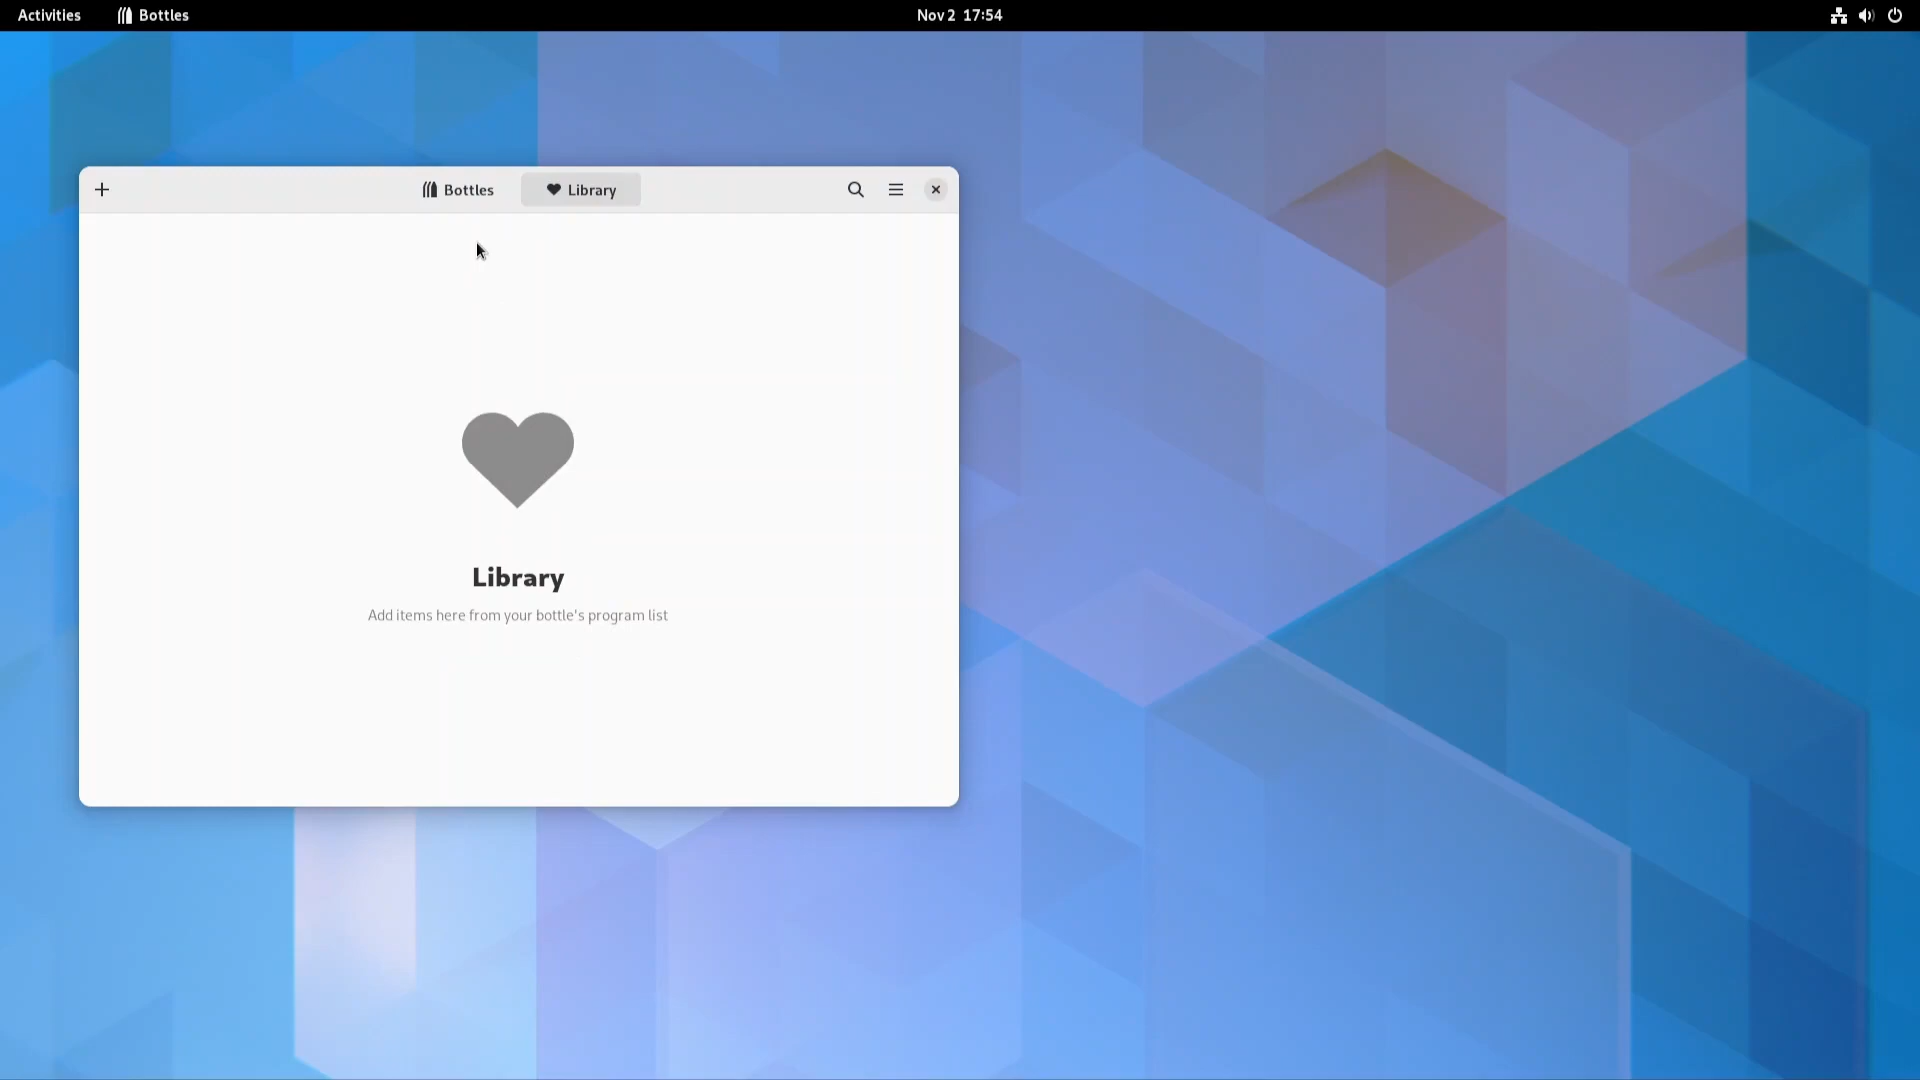 Activities Bottles Nov 2 17:54
Bottles Library
Library
Add items here from your bottle's program list